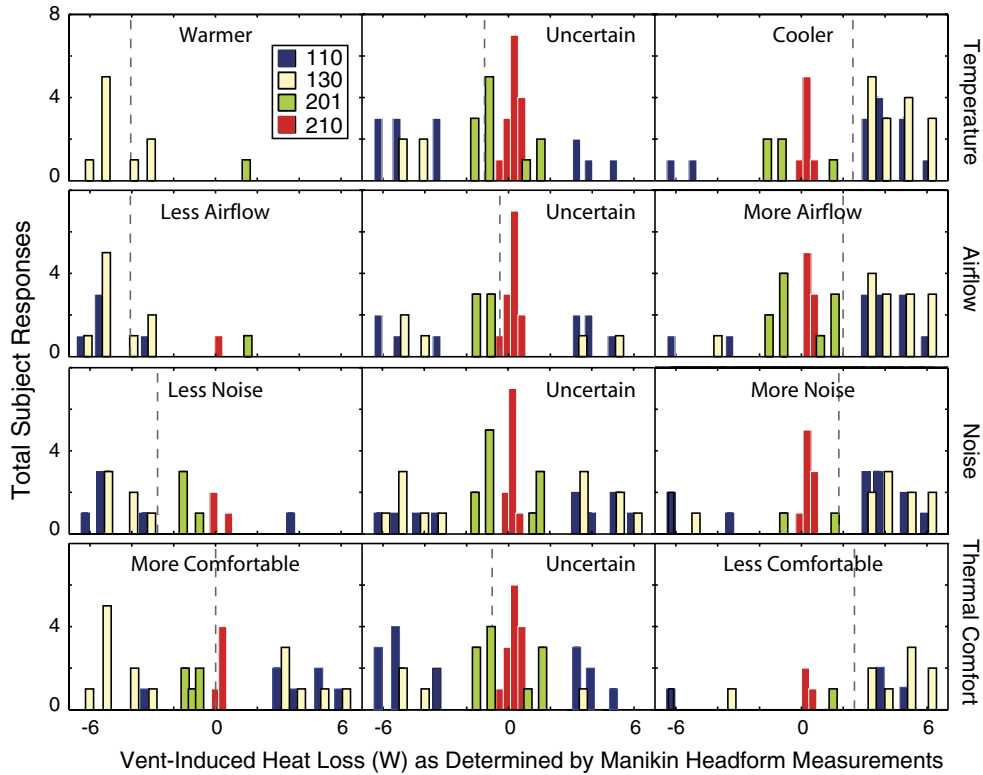 8
Warmer
Uncertain
Cooler
110
130
201
210
4
0
Temperature
Less Airflow
Uncertain
More Airflow
4
0
Airflow
Total Subject Responses
Less Noise
Uncertain
More Noise
4
0
Noise
More Comfortable
Uncertain
Less Comfortable
4
0
Thermal Comfort
-6 0 6 -6 0 6 -6 0 6
Vent-Induced Heat Loss (W) as Determined by Manikin Headform Measurements